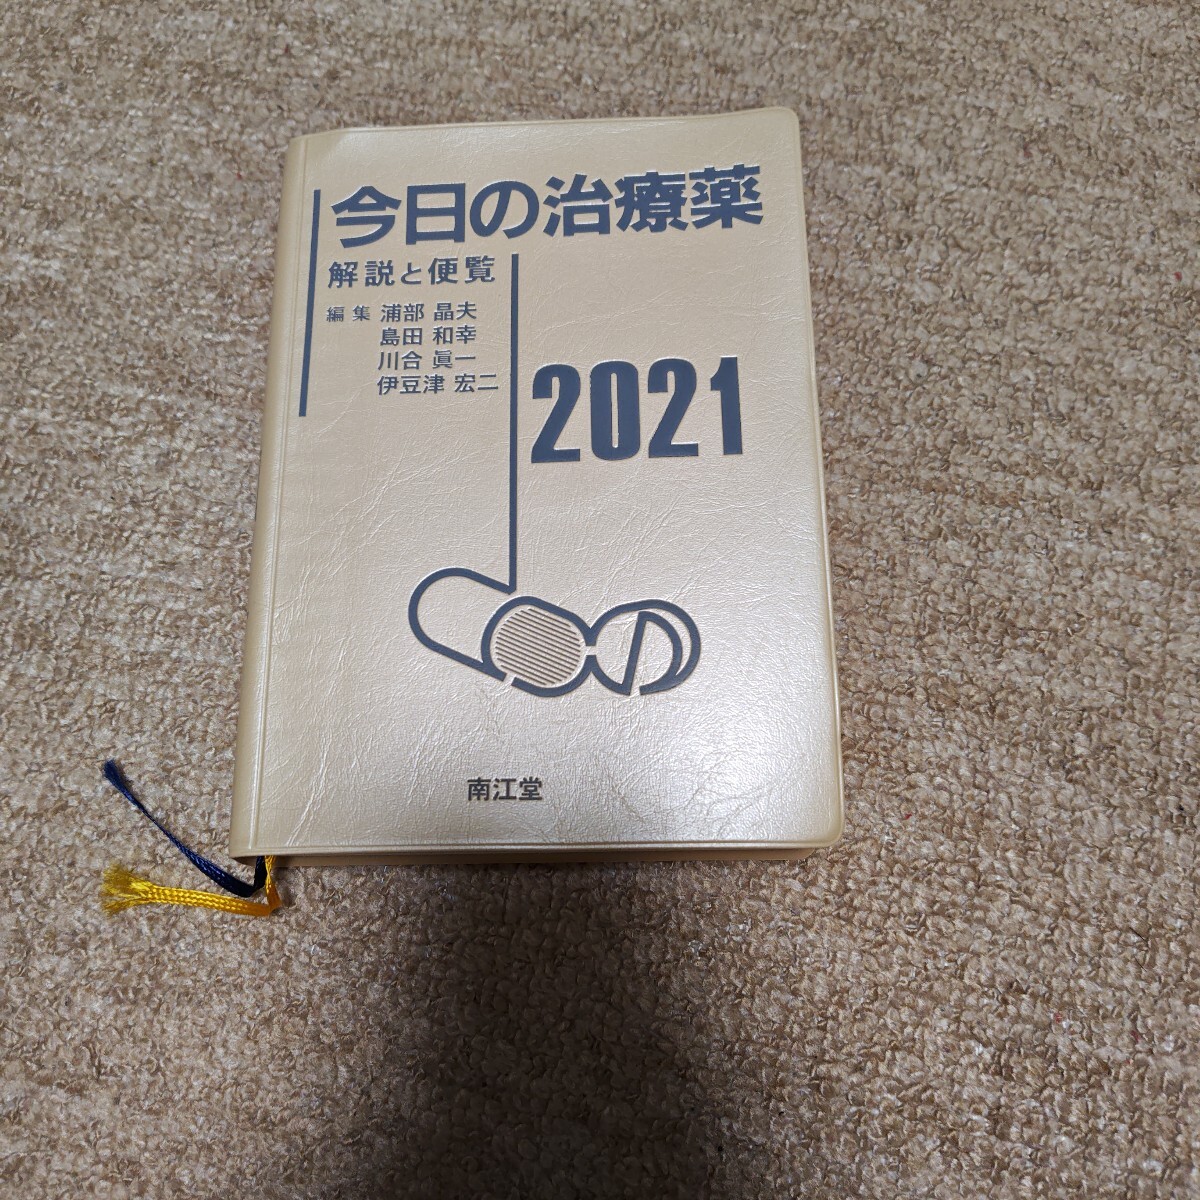 今日の治療薬
解説と便覧
編集 浦部 晶夫
島田 和幸
川合 眞一
伊豆津 宏二
2021
南江堂